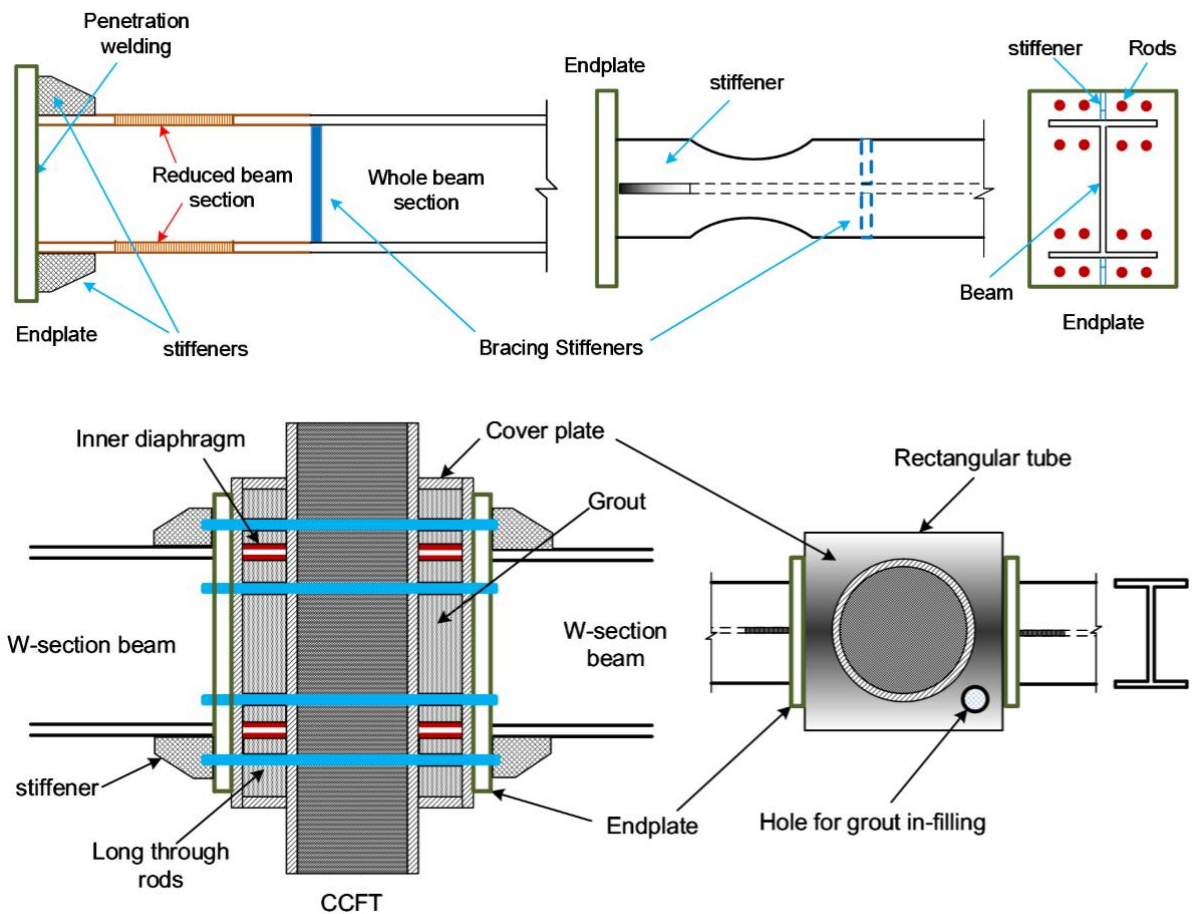 Penetration
welding
Endplate
stiffener
stiffener
Rods
Reduced beam
section
Whole beam
section
Beam
Endplate
stiffeners
Bracing Stiffeners
Endplate
Inner diaphragm
Cover plate
Rectangular tube
Grout
W-section beam
W-section
beam
stiffener
Endplate
Hole for grout in-filling
Long through
rods
CCFT